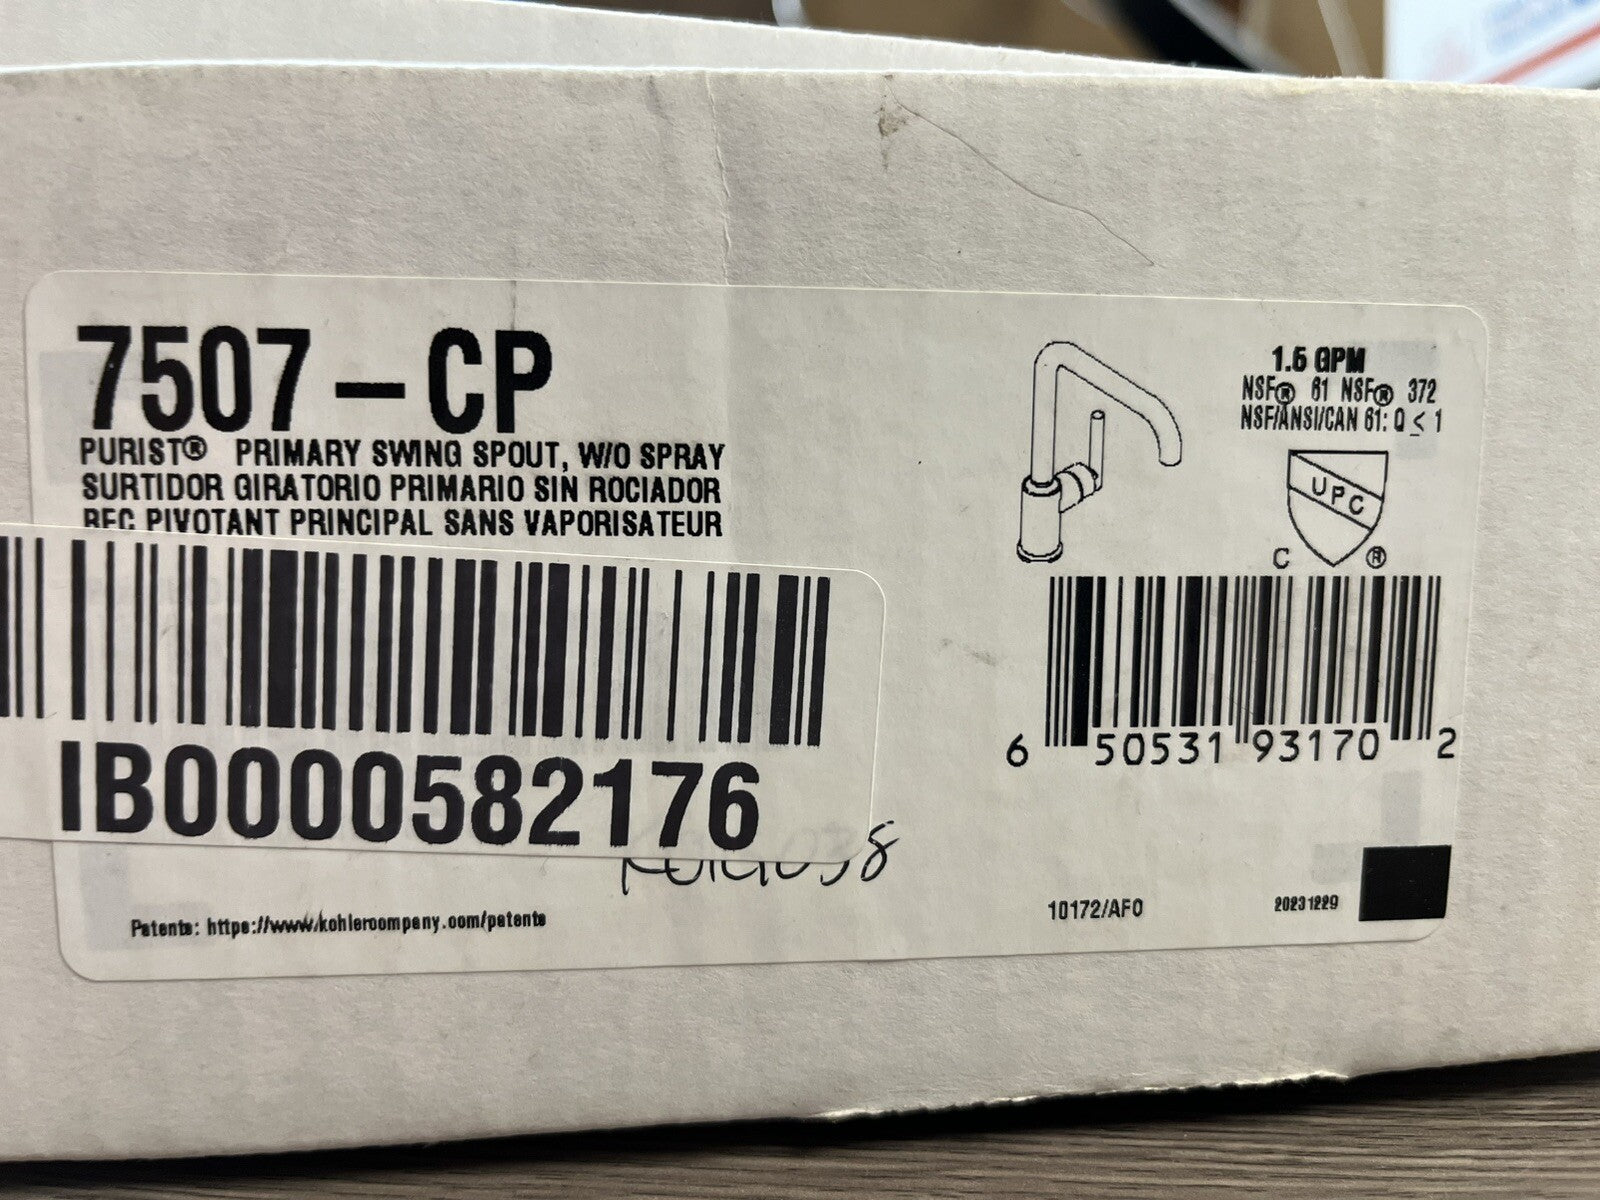 7507-CP
PURIST® PRIMARY SWING SPOUT, W/O SPRAY
SURTIDOR GIRATORIO PRIMARIO SIN ROCIADOR
REC PIVOTANT PRINCIPAL SANS VAPORISATEUR
IB0000582176
Patents: https://www.kohlercompany.com/patents
1.5 GPM
NSF® 61 NSF® 372
NSF/ANSI/CAN 61: Q ≤ 1
UPC
C ®
6 50531 93170 2
10172/AF0
20231229